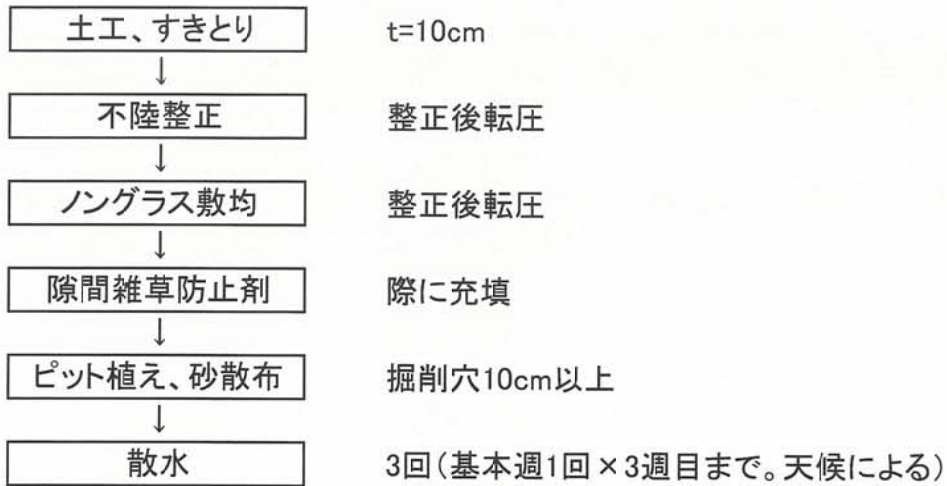 土工、すきとり t=10cm
↓
不陸整正 整正後転圧
↓
ノングラス敷均 整正後転圧
↓
隙間雑草防止剤 際に充填
↓
ピット植え、砂散布 掘削穴10cm以上
↓
散水 3回(基本週1回×3週目まで。天候による)